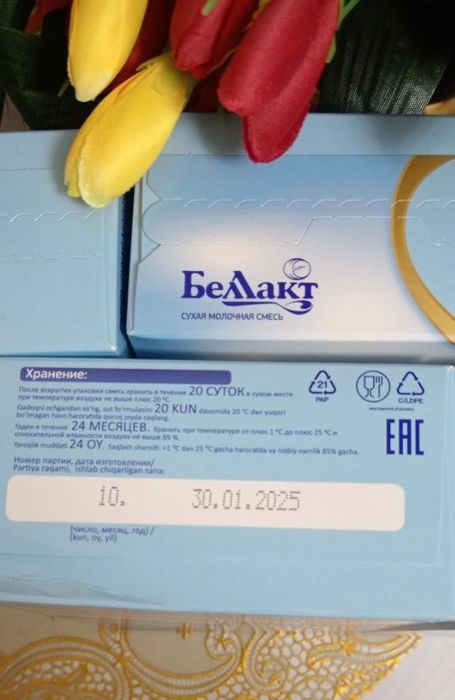 Беллакт
СУХАЯ МОЛОЧНАЯ СМЕСЬ
Хранение:
После вскрытия упаковки смесь хранить в течение 20 СУТОК в сухом месте
при температуре воздуха не выше плюс 20 °С.
Qadoqni ochgandan so'ng, sut fo'rmulasini 20 KUN davomida 20 °C dan yuqori
bo'lmagan havo haroratida quruq joyda saqlang.
Годен в течение 24 МЕСЯЦЕВ. Хранить при температуре от плюс 1 °С до плюс 25 °С и
относительной влажности воздуха не выше 85 %.
Yaroqlik muddati 24 OY. Saqlash shaniti: +1 °C dan 25 °C gacha haroratda va nisbiy namlik 85% gacha.
Номер партии, дата изготовления/
Partiya raqami, ishlab chiqarilgan sana:
10. 30.01.2025
(число, месяц, год) /
(kun, oy, yil)
21
PAP
C/LDPE
внутренняя упаковка
EAC